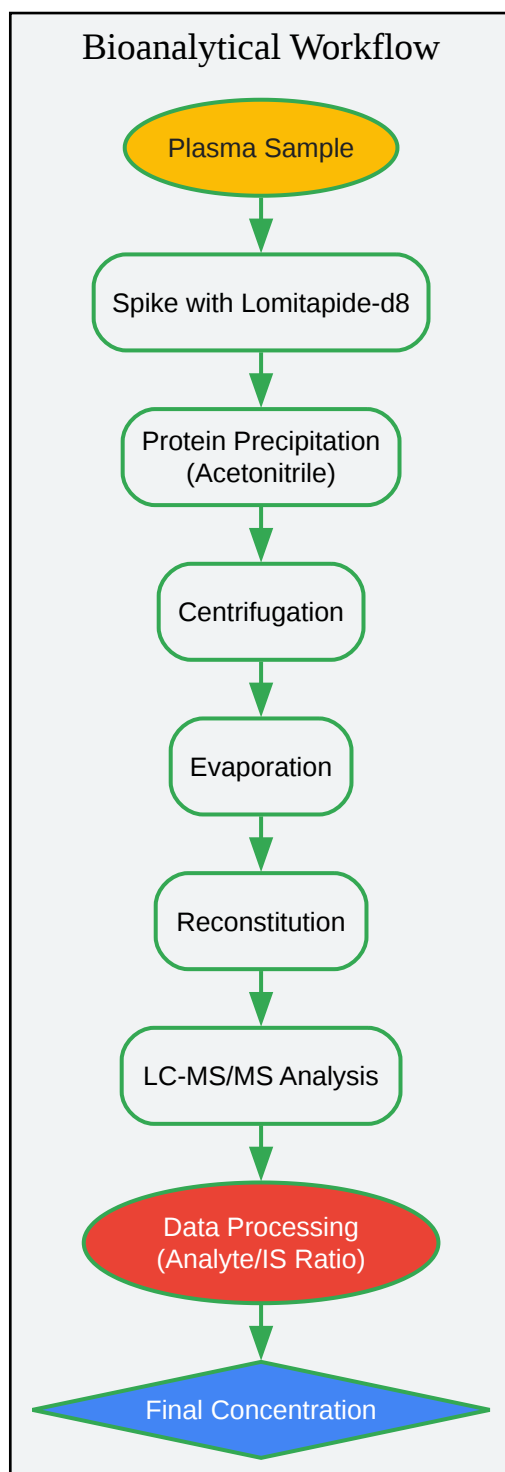 Bioanalytical Workflow
Plasma Sample
Spike with Lomitapide-d8
Protein Precipitation
(Acetonitrile)
Centrifugation
Evaporation
Reconstitution
LC-MS/MS Analysis
Data Processing
(Analyte/IS Ratio)
Final Concentration